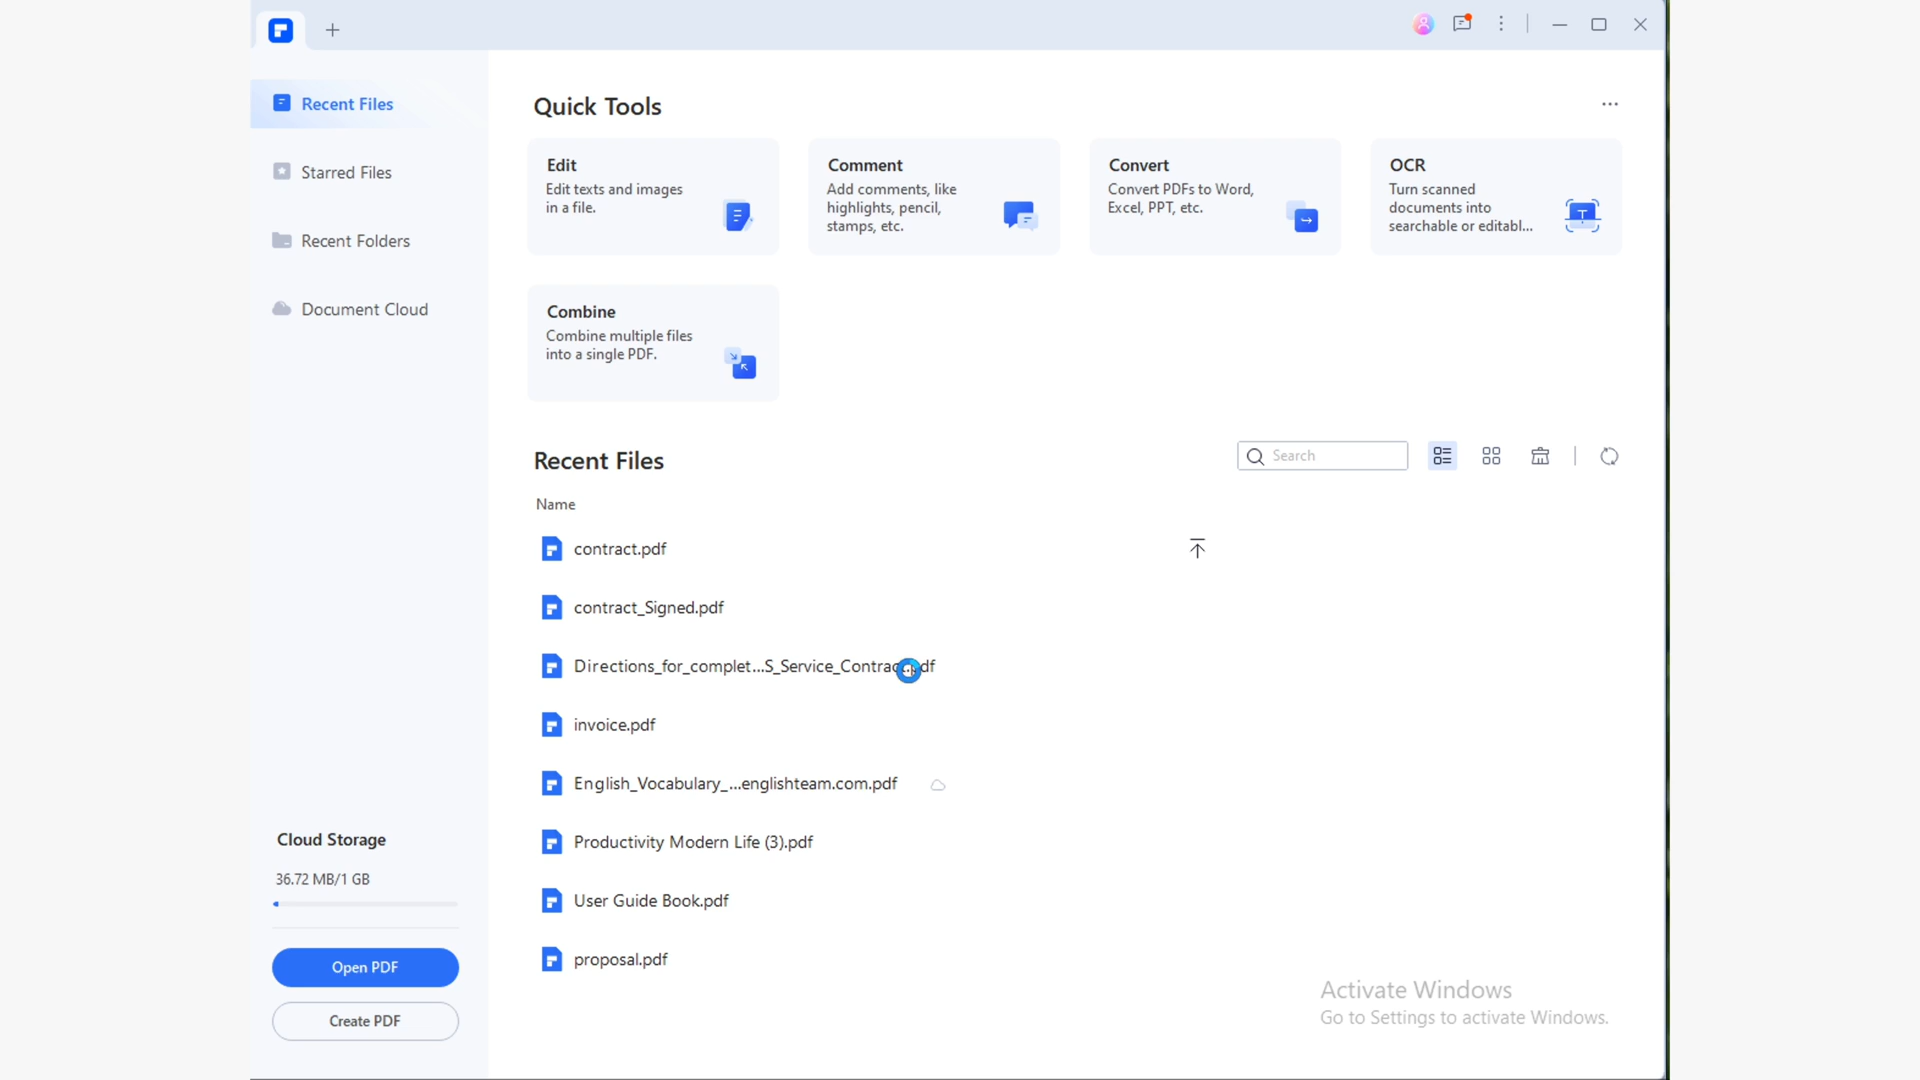 Recent Files
Starred Files
Recent Folders
Document Cloud
Cloud Storage
36.72 MB/1 GB
Open PDF
Create PDF
Quick Tools
Edit
Edit texts and images
in a file.
Comment
Add comments, like
highlights, pencil,
stamps, etc.
Convert
Convert PDFs to Word,
Excel, PPT, etc.
OCR
Turn scanned
documents into
searchable or editabl...
Combine
Combine multiple files
into a single PDF.
Recent Files
Search
Name
contract.pdf
contract_Signed.pdf
Directions_for_complet...S_Service_Contract.pdf
invoice.pdf
English_Vocabulary_...englishteam.com.pdf
Productivity Modern Life (3).pdf
User Guide Book.pdf
proposal.pdf
Activate Windows
Go to Settings to activate Windows.